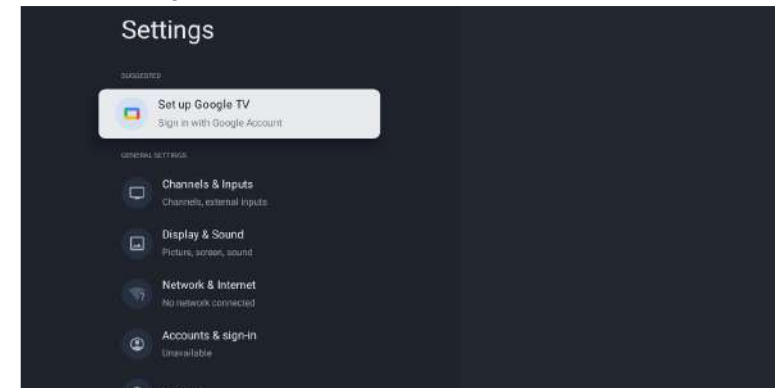 Settings
SUGGESTED
Set up Google TV
Sign in with Google Account
GENERAL SETTINGS
Channels & Inputs
Channels, external inputs
Display & Sound
Picture, screen, sound
Network & Internet
No network connected
Accounts & sign-in
Unavailable